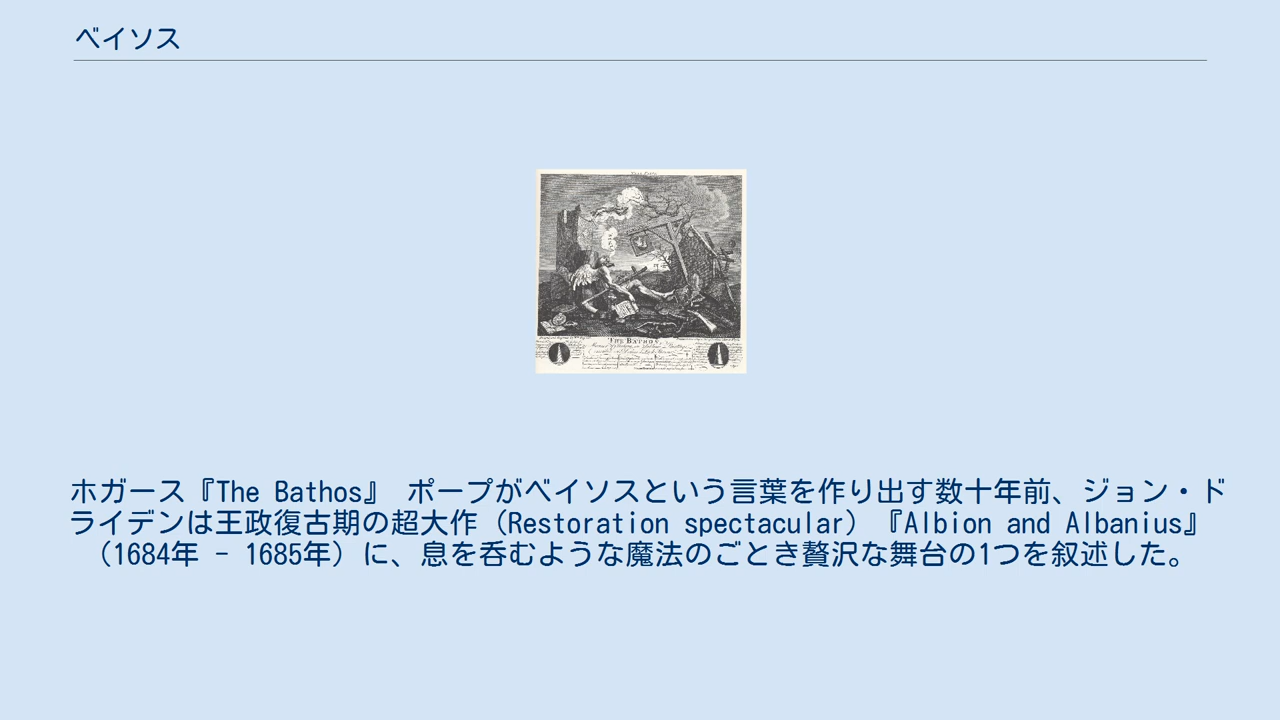 ベイソス
THE BATHOS
ホガース『The Bathos』 ポープがベイソスという言葉を作り出す数十年前、ジョン・ド
ライデンは王政復古期の超大作（Restoration spectacular）『Albion and Albanius』
（1684年 - 1685年）に、息を呑むような魔法のごとき贅沢な舞台の1つを叙述した。